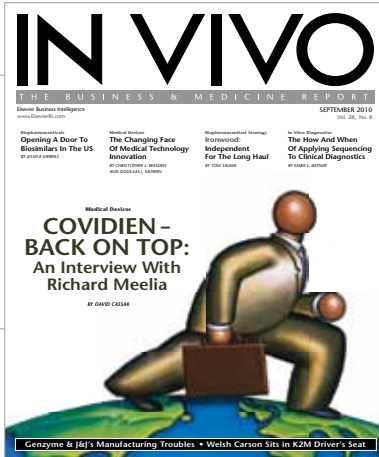 IN VIVO
THE BUSINESS & MEDICINE REPORT
Elsevier Business Intelligence
www.ElsevierBI.com
SEPTEMBER 2010
Vol. 28, No. 8
Biopharmaceuticals
Opening A Door To
Biosimilars In The US
BY JESSICA MERRILL
Medical Devices
The Changing Face
Of Medical Technology
Innovation
BY CHRISTOPHER L. WASDEN
AND DOUGLAS J. MOWEN
Biopharmaceutical Strategy
Ironwood:
Independent
For The Long Haul
BY TOM SALEMI
In Vitro Diagnostics
The How And When
Of Applying Sequencing
To Clinical Diagnostics
BY MARK L. RATNER
Medical Devices
COVIDIEN –
BACK ON TOP:
An Interview With
Richard Meelia
BY DAVID CASSAK
Genzyme & J&J's Manufacturing Troubles • Welsh Carson Sits in K2M Driver's Seat